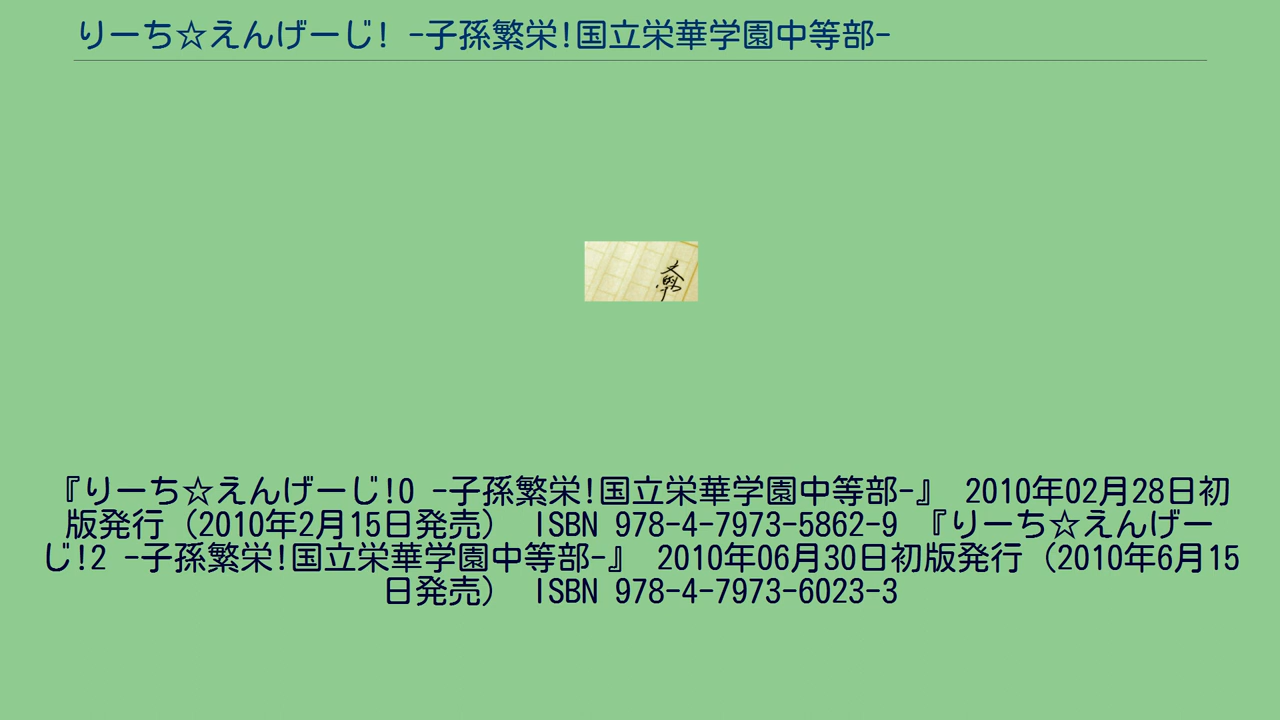 りーち☆えんげーじ! -子孫繁栄!国立栄華学園中等部-
『りーち☆えんげーじ!0 -子孫繁栄!国立栄華学園中等部-』 2010年02月28日初
版発行（2010年2月15日発売） ISBN 978-4-7973-5862-9 『りーち☆えんげー
じ!2 -子孫繁栄!国立栄華学園中等部-』 2010年06月30日初版発行（2010年6月15
日発売） ISBN 978-4-7973-6023-3